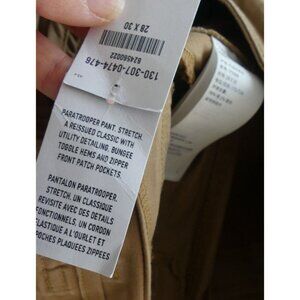 28 X 30
824560022
130-307-0474-476
PARATROOPER PANT. STRETCH.
A REISSUED CLASSIC WITH
UTILITY DETAILING. BUNGEE
TOGGLE HEMS AND ZIPPER
FRONT PATCH POCKETS.
PANTALON PARATROOPER.
STRETCH. UN CLASSIQUE
REVISITE AVEC DES DETAILS
FONCTIONNELS. UN CORDON
ELASTIQUE A L'OURLET ET
POCHES PLAQUEES ZIPPEES